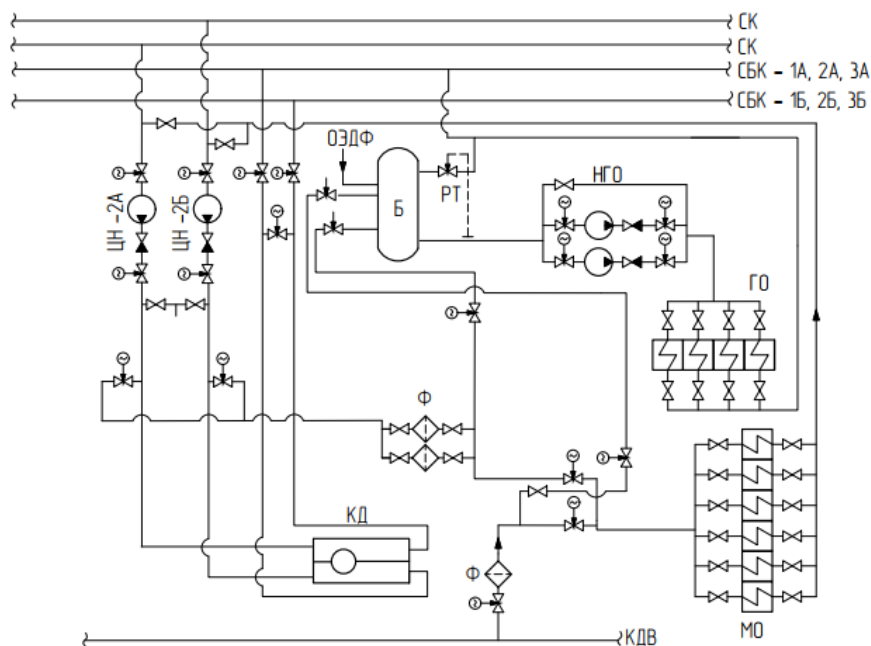 СК
СК
СБК - 1А, 2А, 3А
СБК - 1Б, 2Б, 3Б
ОЭДФ
НГО
Б
РТ
ЦН -2А
ЦН -2Б
ГО
Ф
КД
Ф
МО
КДВ